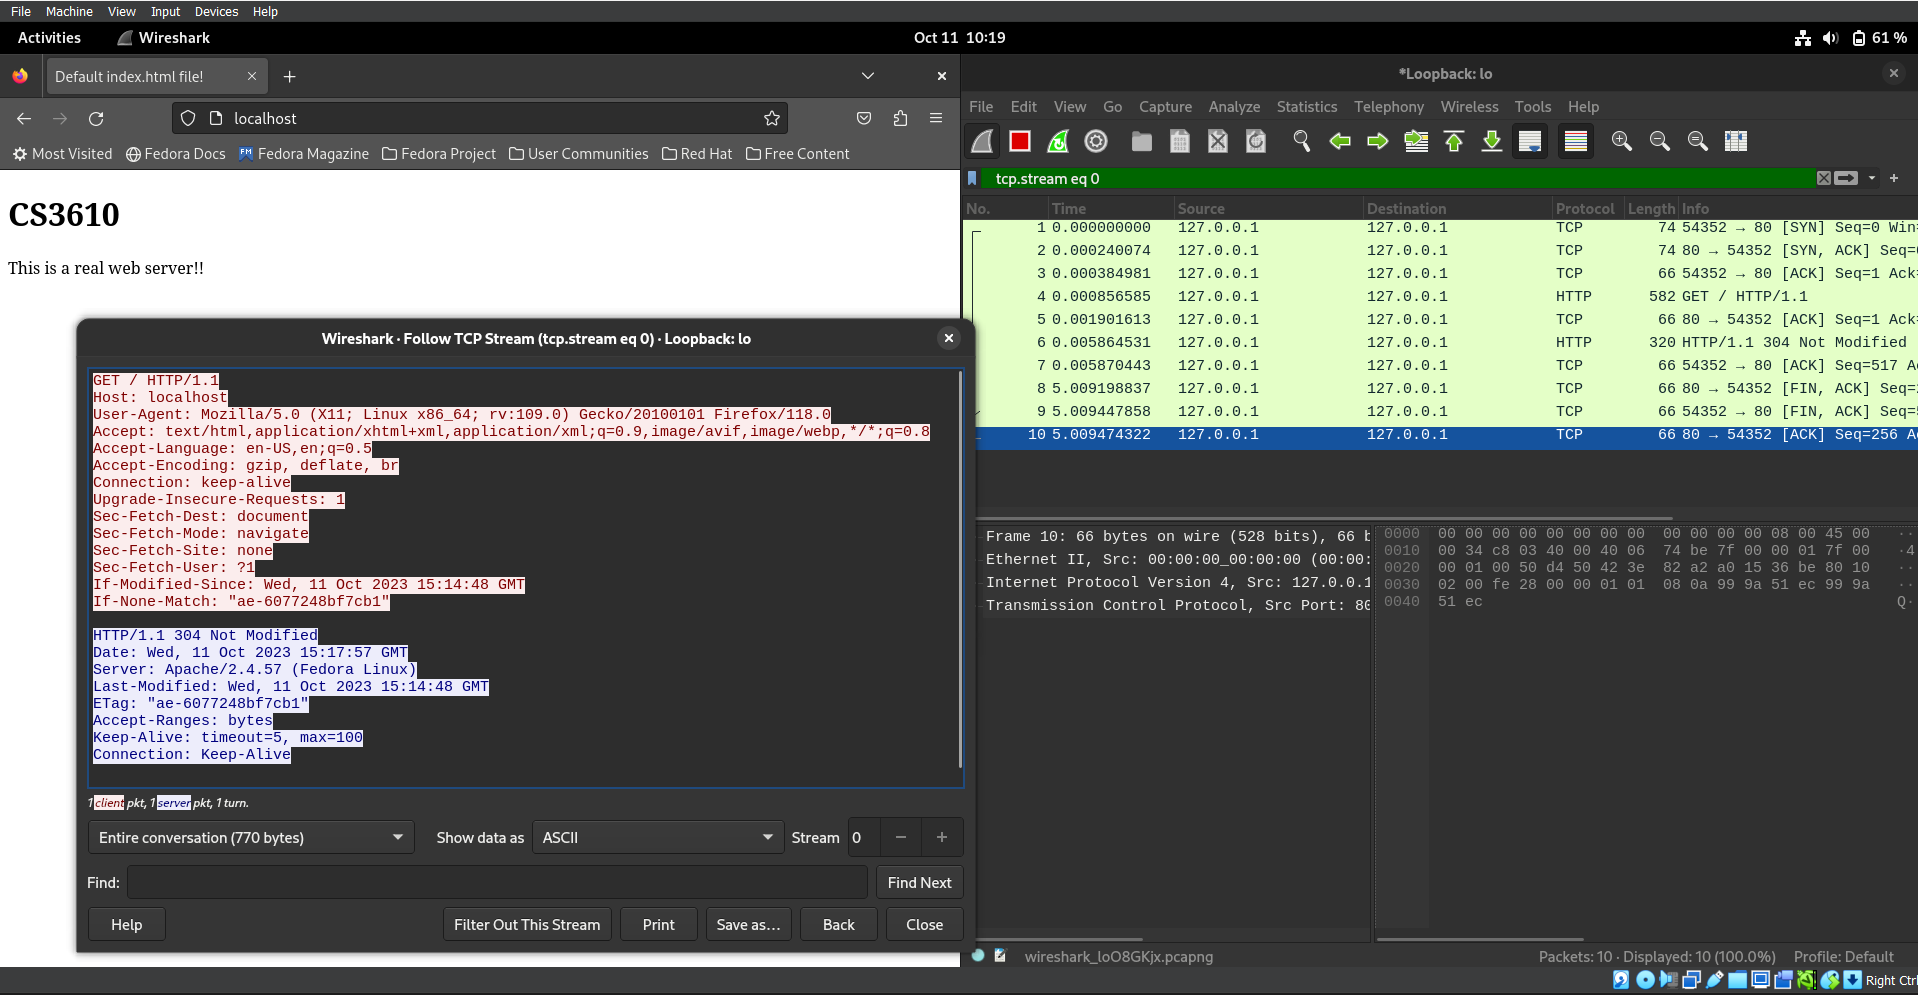 File Machine View Input Devices Help
Activities Wireshark Oct 11 10:19 61 %
Default index.html file!
localhost
Most Visited Fedora Docs Fedora Magazine Fedora Project User Communities Red Hat Free Content
CS3610
This is a real web server!!
*Loopback: lo
File Edit View Go Capture Analyze Statistics Telephony Wireless Tools Help
tcp.stream eq 0
No. Time Source Destination Protocol Length Info
1 0.000000000 127.0.0.1 127.0.0.1 TCP 74 54352 → 80 [SYN] Seq=0 Win=
2 0.000240074 127.0.0.1 127.0.0.1 TCP 74 80 → 54352 [SYN, ACK] Seq=
3 0.000384981 127.0.0.1 127.0.0.1 TCP 66 54352 → 80 [ACK] Seq=1 Ack=
4 0.000856585 127.0.0.1 127.0.0.1 HTTP 582 GET / HTTP/1.1
5 0.001901613 127.0.0.1 127.0.0.1 TCP 66 80 → 54352 [ACK] Seq=1 Ack=
6 0.005864531 127.0.0.1 127.0.0.1 HTTP 320 HTTP/1.1 304 Not Modified
7 0.005870443 127.0.0.1 127.0.0.1 TCP 66 54352 → 80 [ACK] Seq=517 A
8 5.009198837 127.0.0.1 127.0.0.1 TCP 66 80 → 54352 [FIN, ACK] Seq=
9 5.009447858 127.0.0.1 127.0.0.1 TCP 66 54352 → 80 [FIN, ACK] Seq=
10 5.009474322 127.0.0.1 127.0.0.1 TCP 66 80 → 54352 [ACK] Seq=256 A
Frame 10: 66 bytes on wire (528 bits), 66 b
Ethernet II, Src: 00:00:00_00:00:00 (00:00:
Internet Protocol Version 4, Src: 127.0.0.1
Transmission Control Protocol, Src Port: 80
0000 00 00 00 00 00 00 00 00 00 00 00 00 08 00 45 00 ··
0010 00 34 c8 03 40 00 40 06 74 be 7f 00 00 01 7f 00 ·4
0020 00 01 00 50 d4 50 42 3e 82 a2 a0 15 36 be 80 10 ··
0030 02 00 fe 28 00 00 01 01 08 0a 99 9a 51 ec 99 9a ··
0040 51 ec Q·
wireshark_loO8GKjx.pcapng Packets: 10 · Displayed: 10 (100.0%) Profile: Default
Wireshark · Follow TCP Stream (tcp.stream eq 0) · Loopback: lo
GET / HTTP/1.1
Host: localhost
User-Agent: Mozilla/5.0 (X11; Linux x86_64; rv:109.0) Gecko/20100101 Firefox/118.0
Accept: text/html,application/xhtml+xml,application/xml;q=0.9,image/avif,image/webp,*/*;q=0.8
Accept-Language: en-US,en;q=0.5
Accept-Encoding: gzip, deflate, br
Connection: keep-alive
Upgrade-Insecure-Requests: 1
Sec-Fetch-Dest: document
Sec-Fetch-Mode: navigate
Sec-Fetch-Site: none
Sec-Fetch-User: ?1
If-Modified-Since: Wed, 11 Oct 2023 15:14:48 GMT
If-None-Match: "ae-6077248bf7cb1"
HTTP/1.1 304 Not Modified
Date: Wed, 11 Oct 2023 15:17:57 GMT
Server: Apache/2.4.57 (Fedora Linux)
Last-Modified: Wed, 11 Oct 2023 15:14:48 GMT
ETag: "ae-6077248bf7cb1"
Accept-Ranges: bytes
Keep-Alive: timeout=5, max=100
Connection: Keep-Alive
1 client pkt, 1 server pkt, 1 turn.
Entire conversation (770 bytes) Show data as ASCII Stream 0
Find: Find Next
Help Filter Out This Stream Print Save as… Back Close
Right Ctrl